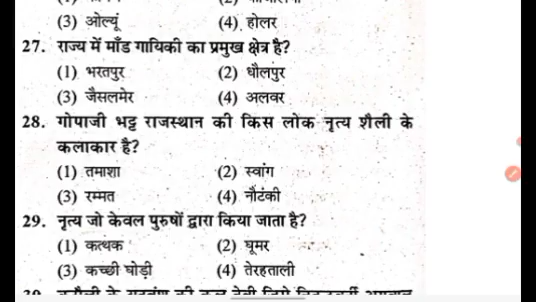 (3) ओल्यूं (4) होलर
27. राज्य में माँड गायिकी का प्रमुख क्षेत्र है?
(1) भरतपुर (2) धौलपुर
(3) जैसलमेर (4) अलवर
28. गोपाजी भट्ट राजस्थान की किस लोक नृत्य शैली के
कलाकार है?
(1) तमाशा (2) स्वांग
(3) रम्मत (4) नौटंकी
29. नृत्य जो केवल पुरुषों द्वारा किया जाता है?
(1) कत्थक (2) घूमर
(3) कच्छी घोड़ी (4) तेरहताली